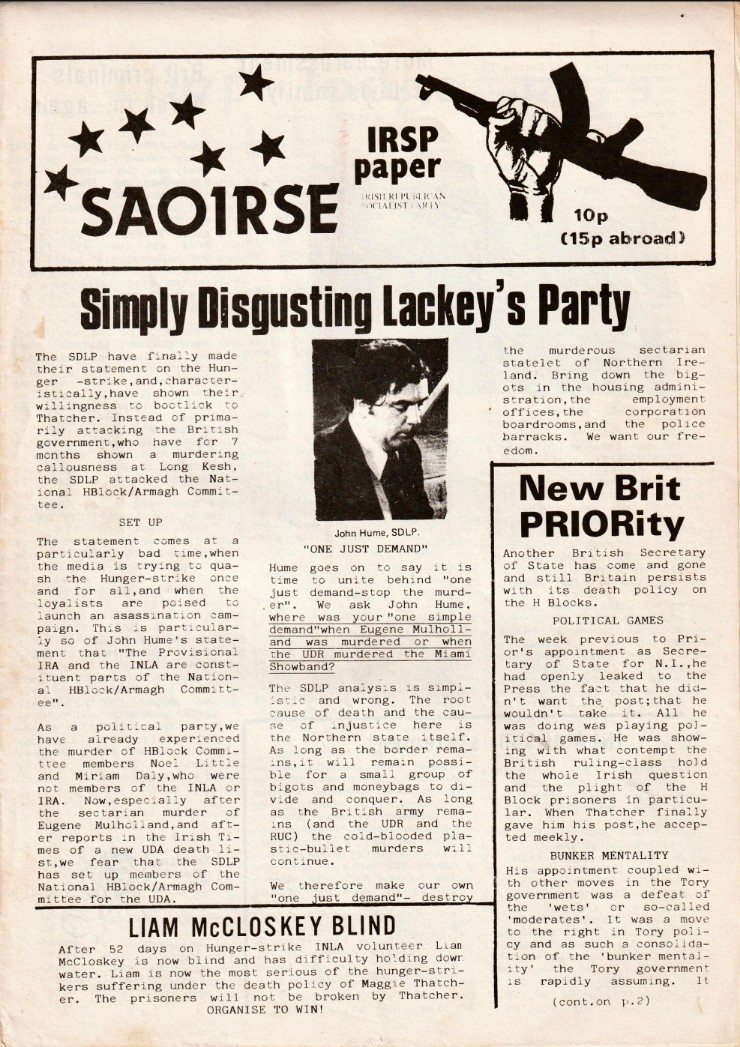 SAOIRSE
IRSP
paper
IRISH REPUBLICAN
SOCIALIST PARTY
10p
(15p abroad)
Simply Disgusting Lackey's Party
The SDLP have finally made
their statement on the Hun-
ger -strike,and,character-
istically,have shown their
willingness to bootlick to
Thatcher. Instead of prima-
rily attacking the British
government,who have for 7
months shown a murdering
callousness at Long Kesh,
the SDLP attacked the Nat-
ional HBlock/Armagh Commit-
tee.
SET UP
The statement comes at a
particularly bad time,when
the media is trying to qua-
sh the Hunger-strike once
and for all,and when the
loyalists are poised to
launch an asassination cam-
paign. This is particular-
ly so of John Hume's state-
ment that "The Provisional
IRA and the INLA are const-
ituent parts of the Nation-
al HBlock/Armagh Committ-
ee".
As a political party,we
have already experienced
the murder of HBlock Commi-
ttee members Noel Little
and Miriam Daly,who were
not members of the INLA or
IRA. Now,especially after
the sectarian murder of
Eugene Mulholland,and aft-
er reports in the Irish Ti-
mes of a new UDA death li-
st,we fear that the SDLP
has set up members of the
National HBlock/Armagh Com-
mittee for the UDA.
John Hume, SDLP.
"ONE JUST DEMAND"
Hume goes on to say it is
time to unite behind "one
just demand-stop the murd-
er". We ask John Hume,
where was your "one simple
demand"when Eugene Mulholl-
and was murdered or when
the UDR murdered the Miami
Showband?
The SDLP analysis is simpl-
istic and wrong. The root
cause of death and the cau-
se of injustice here is
the Northern state itself.
As long as the border rema-
ins,it will remain possi-
ble for a small group of
bigots and moneybags to di-
vide and conquer. As long
as the British army rema-
ins (and the UDR and the
RUC) the cold-blooded pla-
stic-bullet murders will
continue.
We therefore make our own
"one just demand"- destroy
the murderous sectarian
statelet of Northern Ire-
land. Bring down the big-
ots in the housing admini-
stration,the employment
offices,the corporation
boardrooms,and the police
barracks. We want our fre-
edom.
New Brit
PRIORity
Another British Secretary
of State has come and gone
and still Britain persists
with its death policy on
the H Blocks.
POLITICAL GAMES
The week previous to Pri-
or's appointment as Secre-
tary of State for N.I.,he
had openly leaked to the
Press the fact that he did-
n't want the post;that he
wouldn't take it. All he
was doing was playing pol-
itical games. He was show-
ing with what contempt the
British ruling-class hold
the whole Irish question
and the plight of the H
Block prisoners in particu-
lar. When Thatcher finally
gave him his post,he accep-
ted meekly.
BUNKER MENTALITY
His appointment coupled wi-
th other moves in the Tory
government was a defeat of
the 'wets' or so-called
'moderates'. It was a move
to the right in Tory poli-
cy and as such a consolida-
tion of the 'bunker mental-
ity' the Tory government
is rapidly assuming. It
(cont.on p.2)
LIAM McCLOSKEY BLIND
After 52 days on Hunger-strike INLA volunteer Liam
McCloskey is now blind and has difficulty holding down
water. Liam is now the most serious of the hunger-stri-
kers suffering under the death policy of Maggie Thatch-
er. The prisoners will not be broken by Thatcher.
ORGANISE TO WIN!